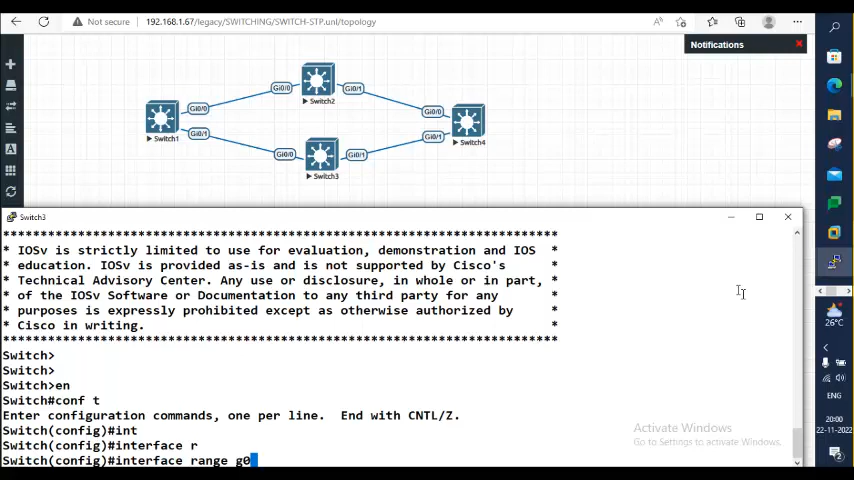 Not secure
192.168.1.67/legacy/SWITCHING/SWITCH-STP.unl/topology
Notifications
Gi0/0
Gi0/1
Switch2
Gi0/0
Gi0/0
Switch1
Gi0/1
Gi0/1
Switch4
Gi0/0
Gi0/1
Switch3
Switch3
***********************************************************************
* IOSv is strictly limited to use for evaluation, demonstration and IOS *
* education. IOSv is provided as-is and is not supported by Cisco's *
* Technical Advisory Center. Any use or disclosure, in whole or in part, *
* of the IOSv Software or Documentation to any third party for any *
* purposes is expressly prohibited except as otherwise authorized by *
* Cisco in writing. *
***********************************************************************
Switch>
Switch>
Switch>en
Switch#conf t
Enter configuration commands, one per line. End with CNTL/Z.
Switch(config)#int
Switch(config)#interface r
Switch(config)#interface range g0
Activate Windows
Go to Settings to activate Windows.
26°C
ENG
20:00
22-11-2022
2